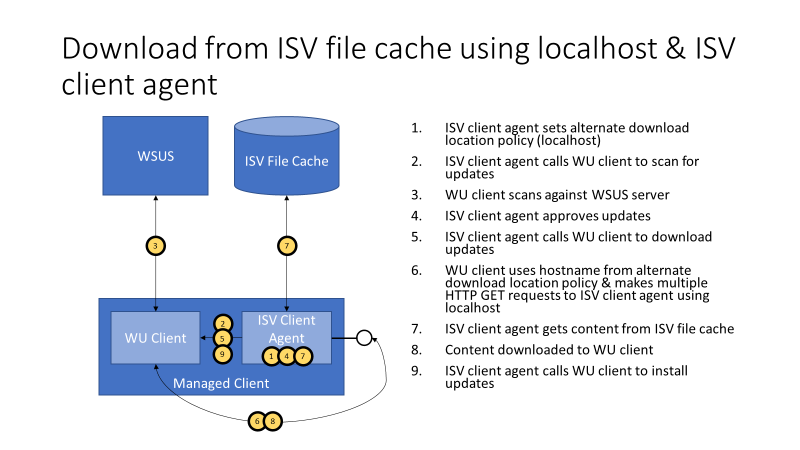 Download from ISV file cache using localhost & ISV
client agent
WSUS
ISV File Cache
3
7
WU Client
2
5
9
ISV Client
Agent
1 4 7
Managed Client
6 8
1. ISV client agent sets alternate download
location policy (localhost)
2. ISV client agent calls WU client to scan for
updates
3. WU client scans against WSUS server
4. ISV client agent approves updates
5. ISV client agent calls WU client to download
updates
6. WU client uses hostname from alternate
download location policy & makes multiple
HTTP GET requests to ISV client agent using
localhost
7. ISV client agent gets content from ISV file cache
8. Content downloaded to WU client
9. ISV client agent calls WU client to install
updates